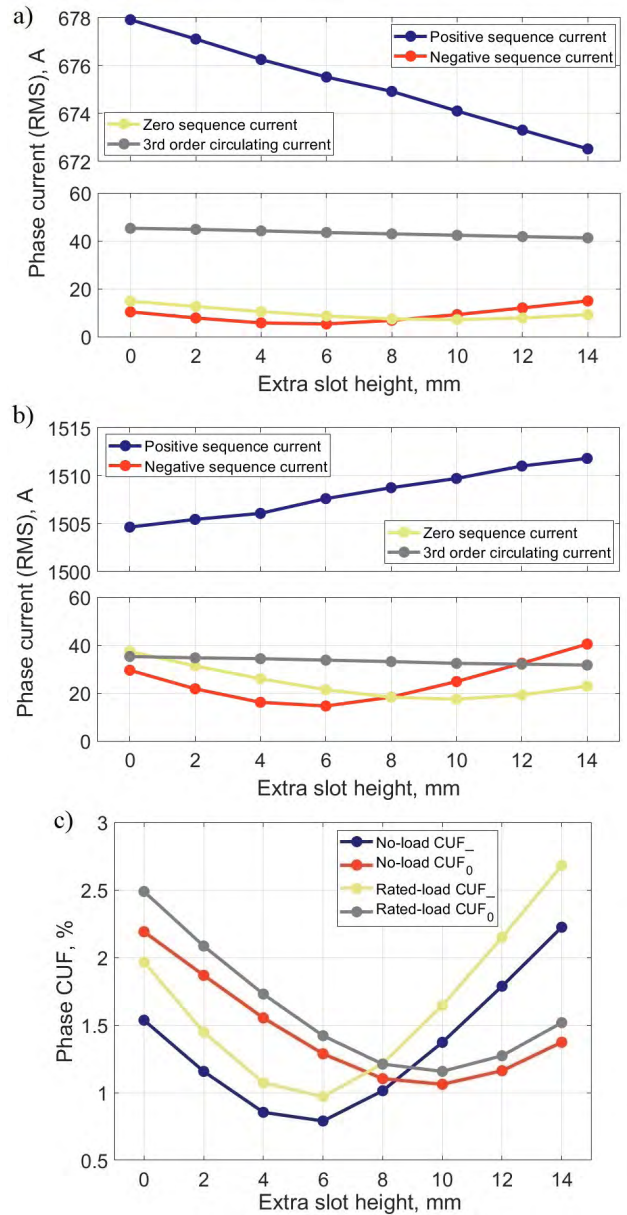 a)
678
676
674
672
Positive sequence current
Negative sequence current
Zero sequence current
3rd order circulating current
60
40
20
0
Phase current (RMS), A
0 2 4 6 8 10 12 14
Extra slot height, mm
b)
1515
1510
1505
1500
Positive sequence current
Negative sequence current
Zero sequence current
3rd order circulating current
60
40
20
0
Phase current (RMS), A
0 2 4 6 8 10 12 14
Extra slot height, mm
c)
3
2.5
2
1.5
1
0.5
No-load CUF_
No-load CUF0
Rated-load CUF_
Rated-load CUF0
Phase CUF, %
0 2 4 6 8 10 12 14
Extra slot height, mm